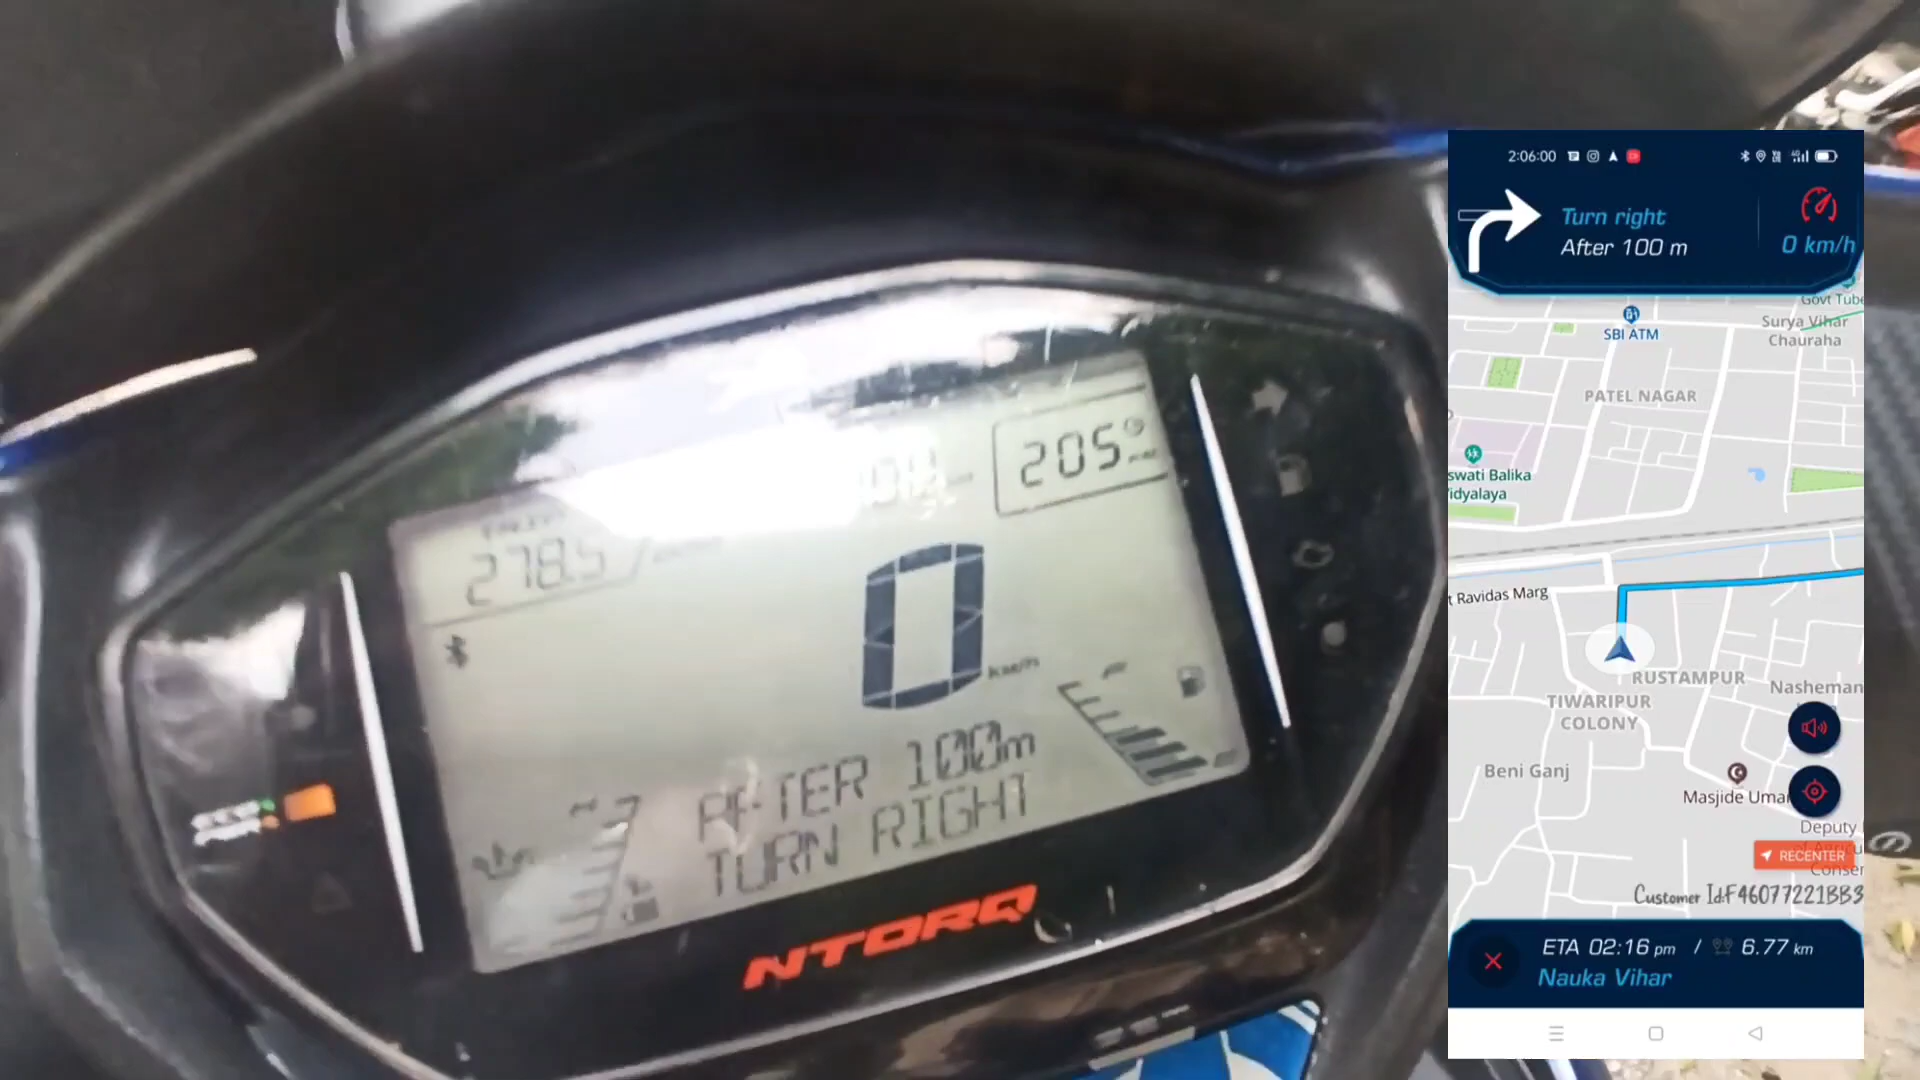 205
278.5
0
km/h
AFTER 100m
TURN RIGHT
NTORQ
2:06:00
Turn right
After 100 m
0 km/h
Govt Tube
SBI ATM
Surya Vihar
Chauraha
PATEL NAGAR
swati Balika
Vidyalaya
t Ravidas Marg
RUSTAMPUR
Nasheman
TIWARIPUR
COLONY
Beni Ganj
Masjide Umar
Deputy
RECENTER
Conser
Customer Id:F46077221BB3
ETA 02:16 pm / 6.77 km
Nauka Vihar